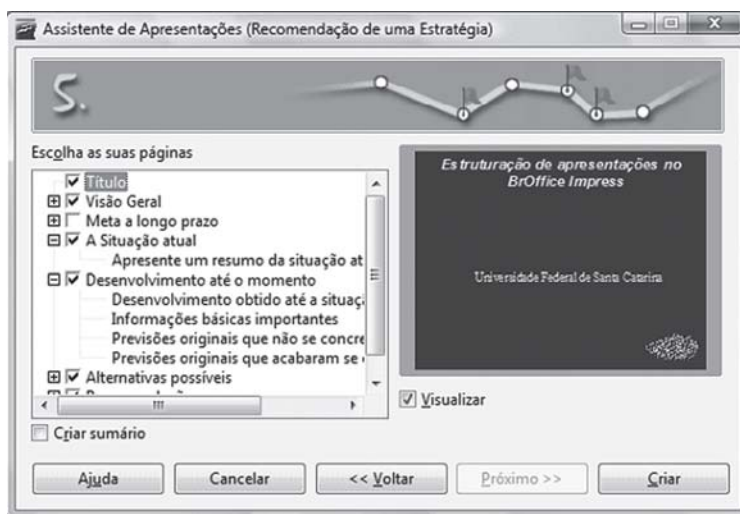 Assistente de Apresentações (Recomendação de uma Estratégia)
5.
Escolha as suas páginas
Título
Visão Geral
Meta a longo prazo
A Situação atual
Apresente um resumo da situação at
Desenvolvimento até o momento
Desenvolvimento obtido até a situaç
Informações básicas importantes
Previsões originais que não se concre
Previsões originais que acabaram se
Alternativas possíveis
Criar sumário
Estruturação de apresentações no
BrOffice Impress
Universidade Federal de Santa Catarina
Visualizar
Ajuda
Cancelar
<< Voltar
Próximo >>
Criar